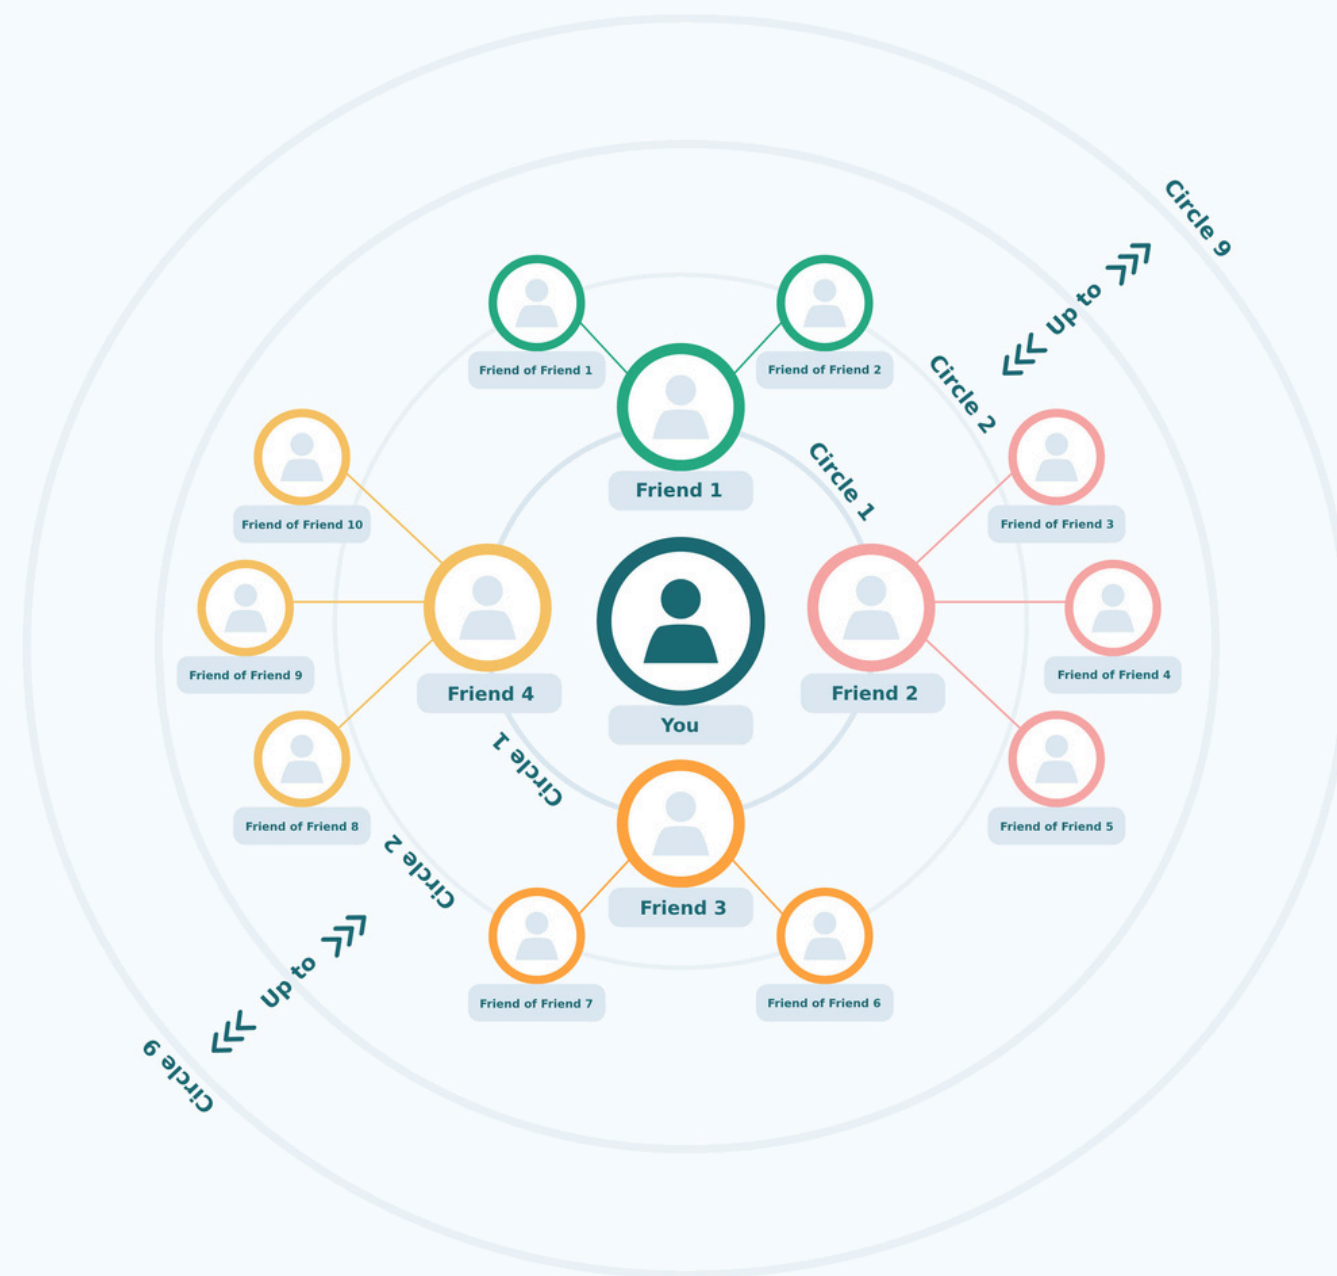 Circle 9
Up to
Circle 2
Friend of Friend 1
Friend of Friend 2
Circle 1
Friend 1
Friend of Friend 10
Friend of Friend 3
Friend of Friend 9
Friend 4
You
Friend 2
Friend of Friend 4
Circle 1
Friend of Friend 8
Friend of Friend 5
Circle 2
Friend 3
Friend of Friend 7
Friend of Friend 6
Up to
Circle 9